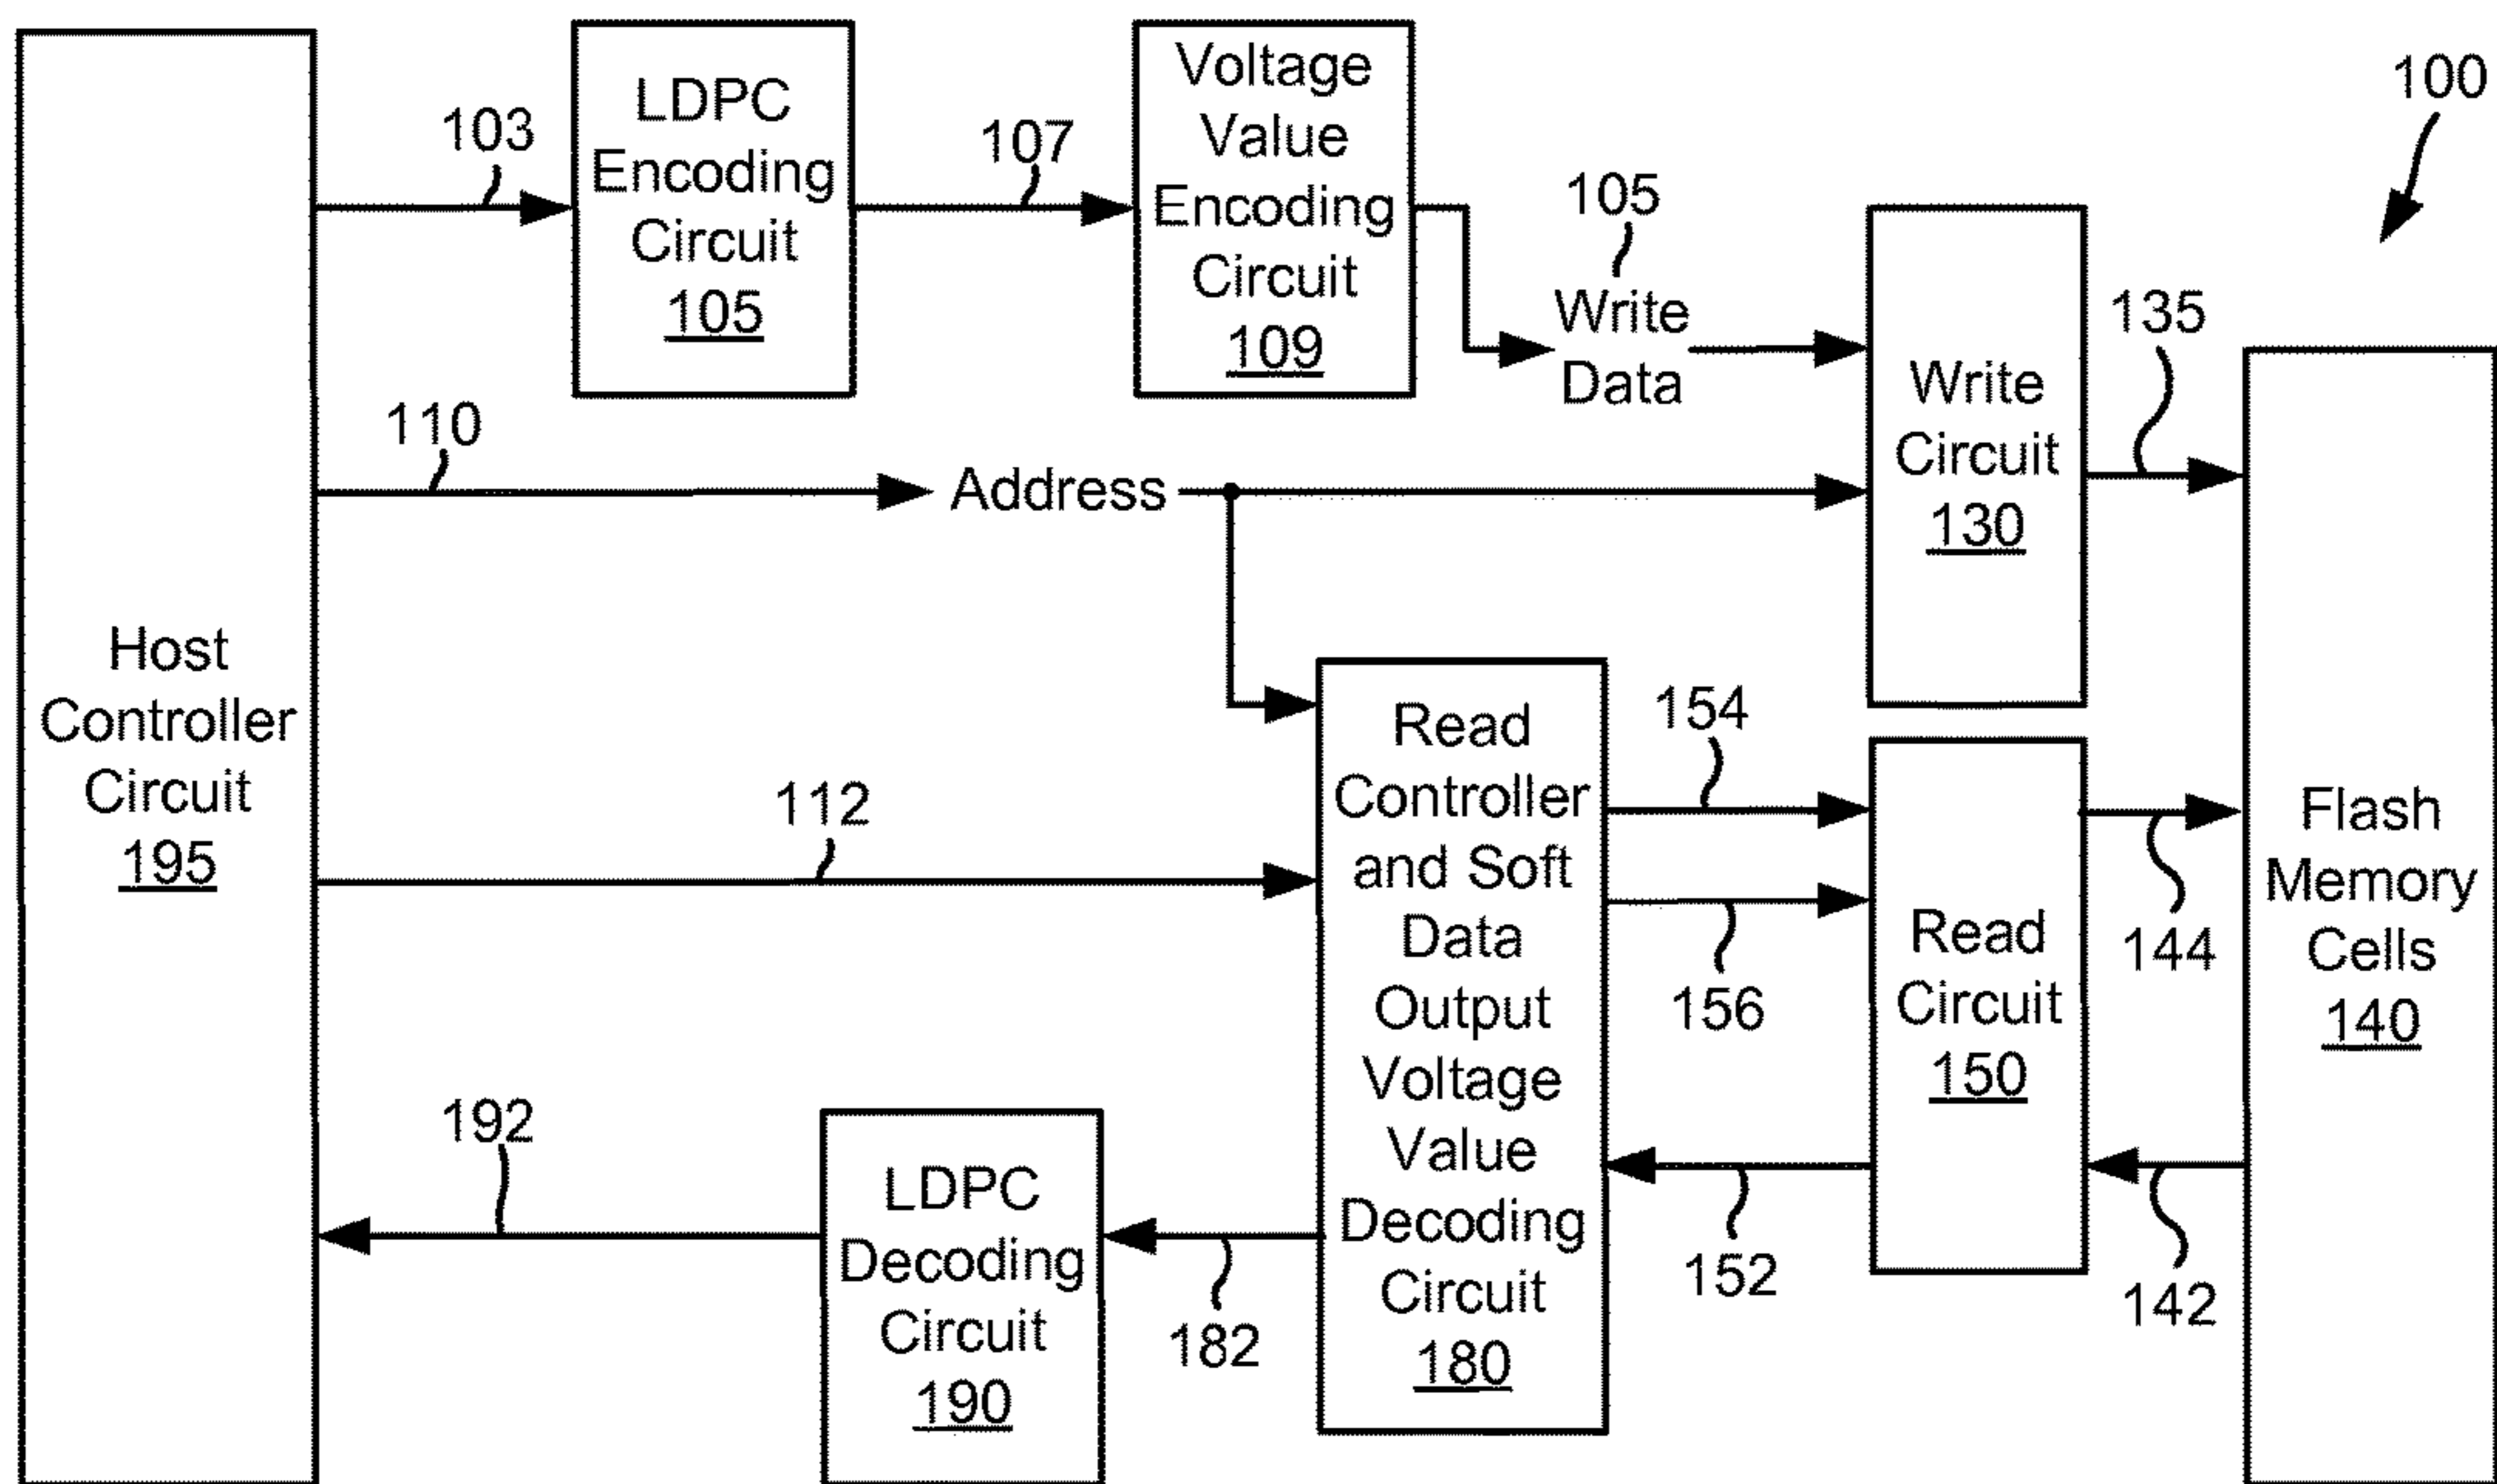 100
103
LDPC
Encoding
Circuit
105
107
Voltage
Value
Encoding
Circuit
109
105
Write
Data
Write
Circuit
130
135
110
Address
Host
Controller
Circuit
195
112
Read
Controller
and Soft
Data
Output
Voltage
Value
Decoding
Circuit
180
154
156
152
Read
Circuit
150
144
142
Flash
Memory
Cells
140
192
LDPC
Decoding
Circuit
190
182